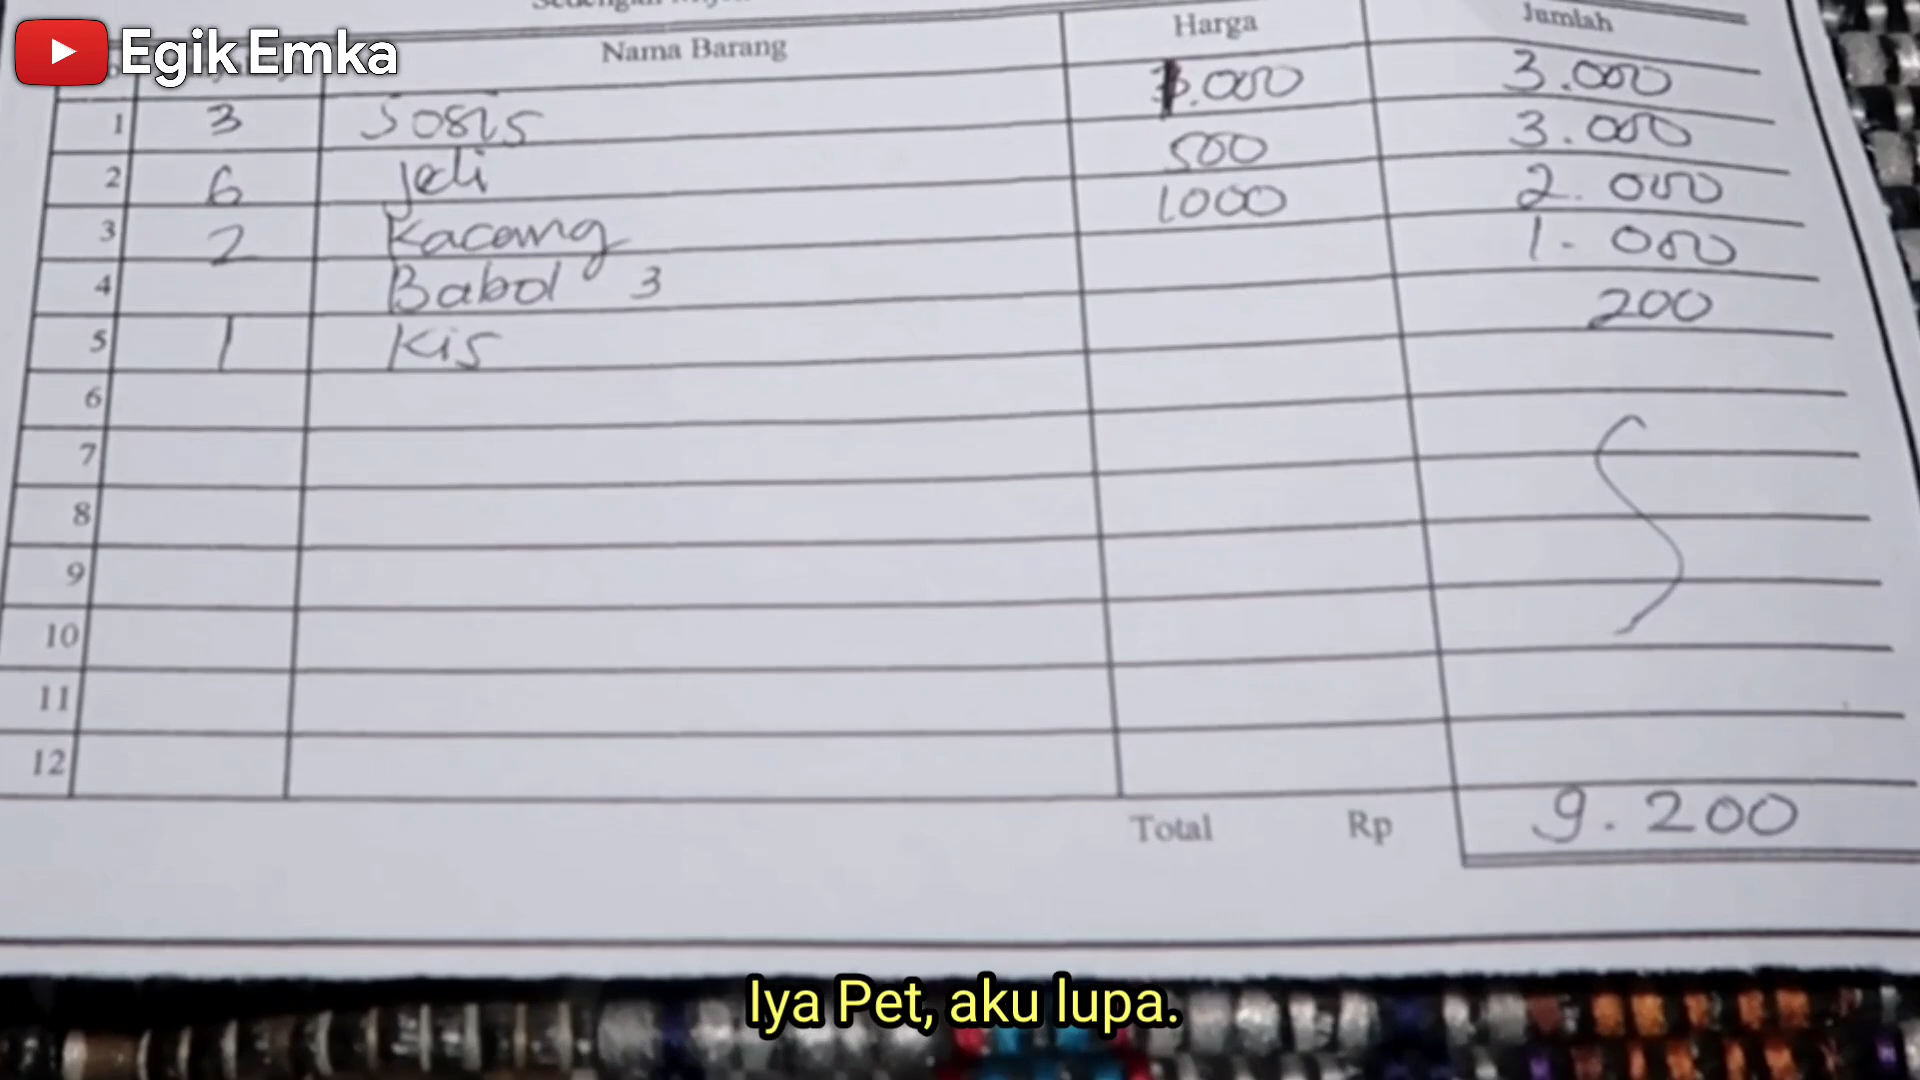 Egik Emka
Nama Barang Harga Jumlah
1 3 Sosis 1.000 3.000
2 6 Jeli 500 3.000
3 2 Kacang 1000 2.000
4 Babol 3 1.000
5 1 Kis 200
6
7
8
9
10
11
12
Total Rp 9.200
Iya Pet, aku lupa.